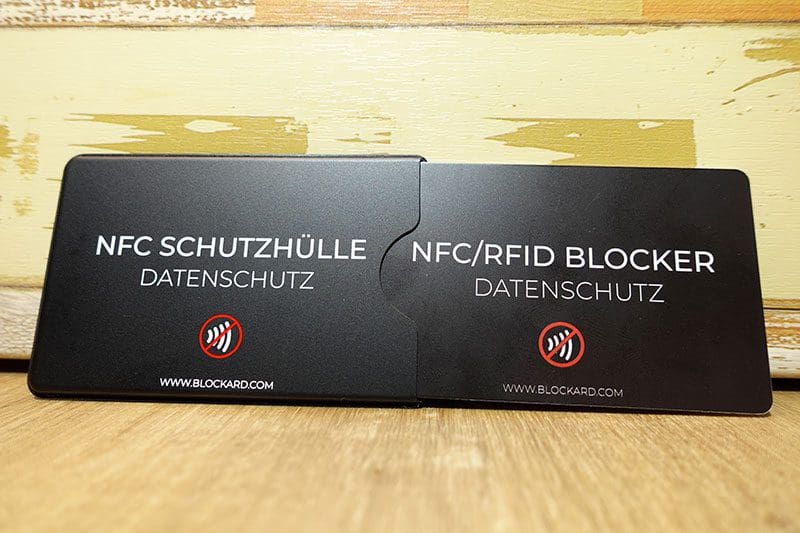 NFC SCHUTZHÜLLE
DATENSCHUTZ
WWW.BLOCKARD.COM
NFC/RFID BLOCKER
DATENSCHUTZ
WWW.BLOCKARD.COM